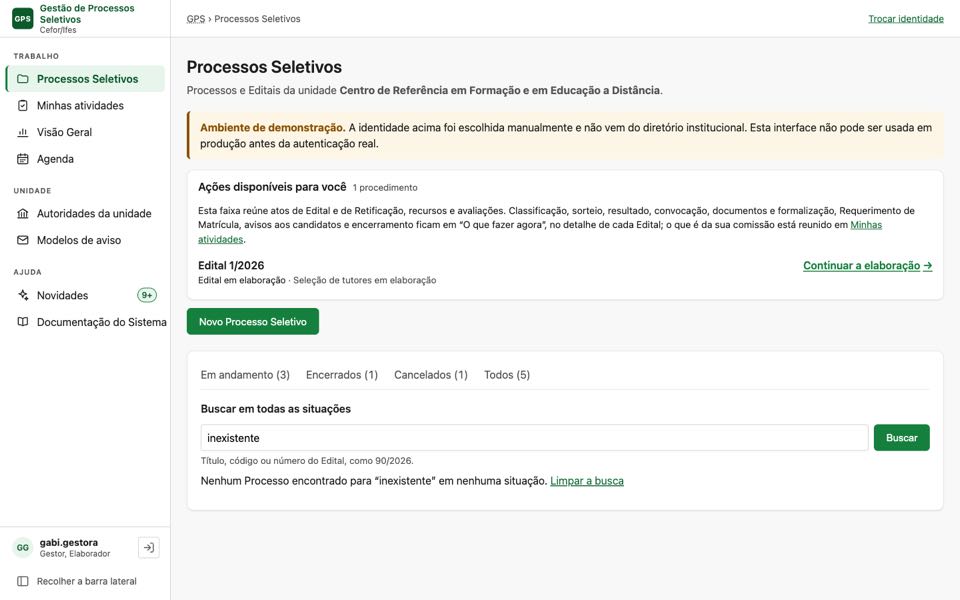 GPS
Gestão de Processos
Seletivos
Cefor/Ifes
GPS › Processos Seletivos
Trocar identidade
TRABALHO
Processos Seletivos
Minhas atividades
Visão Geral
Agenda
UNIDADE
Autoridades da unidade
Modelos de aviso
AJUDA
Novidades 9+
Documentação do Sistema
GG
gabi.gestora
Gestor, Elaborador
Recolher a barra lateral
Processos Seletivos
Processos e Editais da unidade Centro de Referência em Formação e em Educação a Distância.
Ambiente de demonstração. A identidade acima foi escolhida manualmente e não vem do diretório institucional. Esta interface não pode ser usada em
produção antes da autenticação real.
Ações disponíveis para você 1 procedimento
Esta faixa reúne atos de Edital e de Retificação, recursos e avaliações. Classificação, sorteio, resultado, convocação, documentos e formalização, Requerimento de
Matrícula, avisos aos candidatos e encerramento ficam em “O que fazer agora”, no detalhe de cada Edital; o que é da sua comissão está reunido em Minhas
atividades.
Edital 1/2026
Continuar a elaboração →
Edital em elaboração · Seleção de tutores em elaboração
Novo Processo Seletivo
Em andamento (3) Encerrados (1) Cancelados (1) Todos (5)
Buscar em todas as situações
inexistente
Buscar
Título, código ou número do Edital, como 90/2026.
Nenhum Processo encontrado para “inexistente” em nenhuma situação. Limpar a busca